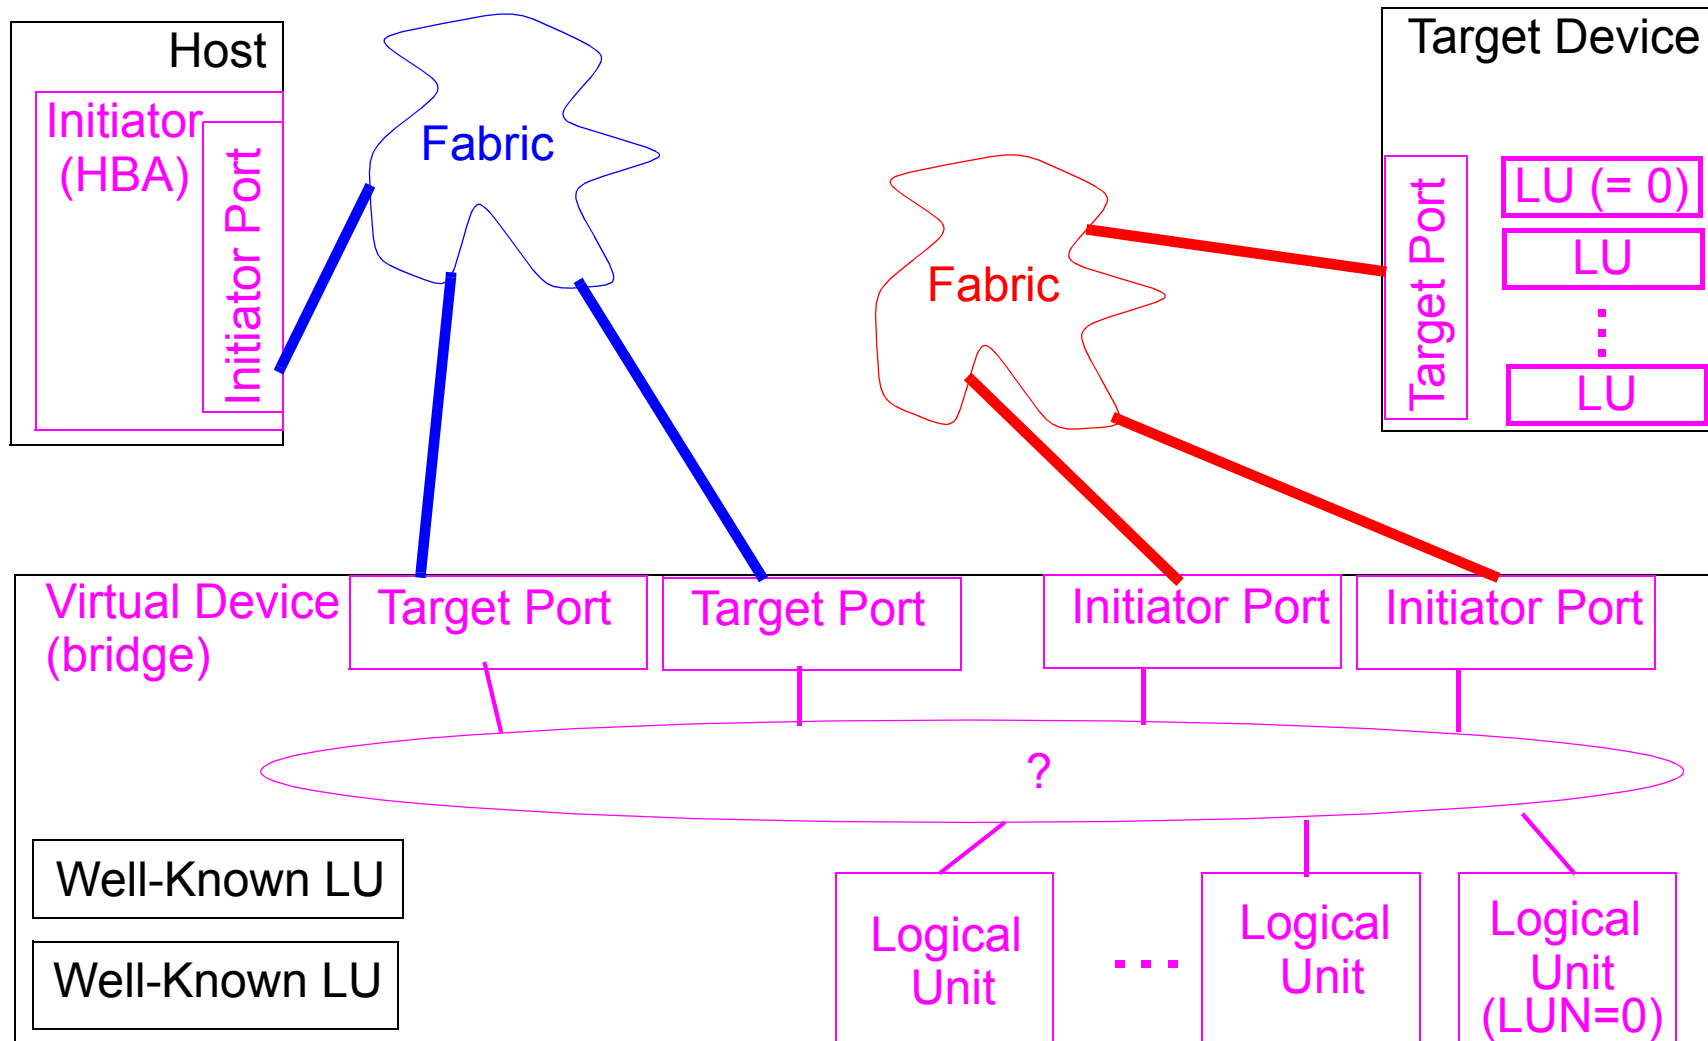 Host
Initiator
(HBA)
Initiator Port
Fabric
Fabric
Target Device
Target Port
LU (= 0)
LU
LU
Virtual Device
(bridge)
Target Port
Target Port
Initiator Port
Initiator Port
?
Well-Known LU
Well-Known LU
Logical
Unit
Logical
Unit
Logical
Unit
(LUN=0)